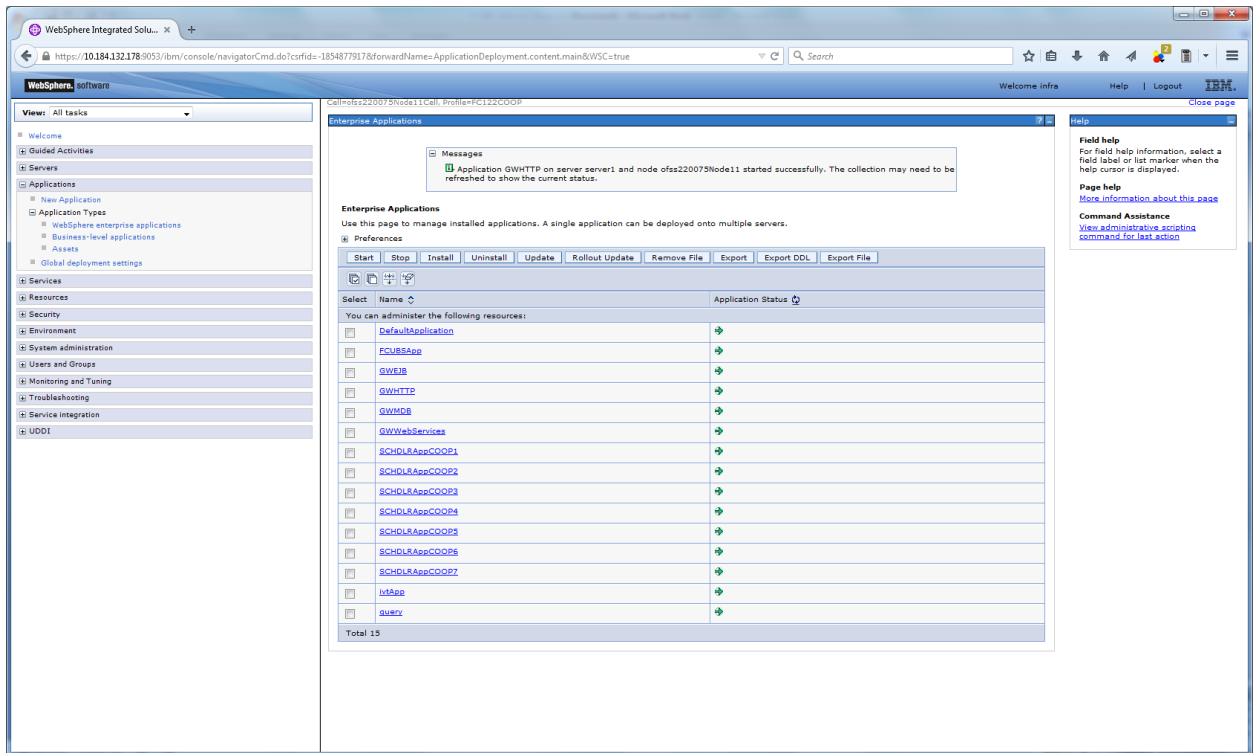 WebSphere Integrated Solu... × +
https://10.184.132.178:9053/ibm/console/navigatorCmd.do?csrfid=-1854877917&forwardName=ApplicationDeployment.content.main&WSC=true
Search
2
WebSphere. software
Welcome infra
Help | Logout
IBM.
View: All tasks
Welcome
Guided Activities
Servers
Applications
New Application
Application Types
WebSphere enterprise applications
Business-level applications
Assets
Global deployment settings
Services
Resources
Security
Environment
System administration
Users and Groups
Monitoring and Tuning
Troubleshooting
Service integration
UDDI
Cell=ofss220075Node11Cell, Profile=FC122COOP
Close page
Enterprise Applications
? –
Messages
Application GWHTTP on server server1 and node ofss220075Node11 started successfully. The collection may need to be
refreshed to show the current status.
Enterprise Applications
Use this page to manage installed applications. A single application can be deployed onto multiple servers.
Preferences
Start Stop Install Uninstall Update Rollout Update Remove File Export Export DDL Export File
Select Name Application Status
You can administer the following resources:
DefaultApplication
FCUBSApp
GWEJB
GWHTTP
GWMDB
GWWebServices
SCHDLRAppCOOP1
SCHDLRAppCOOP2
SCHDLRAppCOOP3
SCHDLRAppCOOP4
SCHDLRAppCOOP5
SCHDLRAppCOOP6
SCHDLRAppCOOP7
ivtApp
query
Total 15
Help
Field help
For field help information, select a
field label or list marker when the
help cursor is displayed.
Page help
More information about this page
Command Assistance
View administrative scripting
command for last action